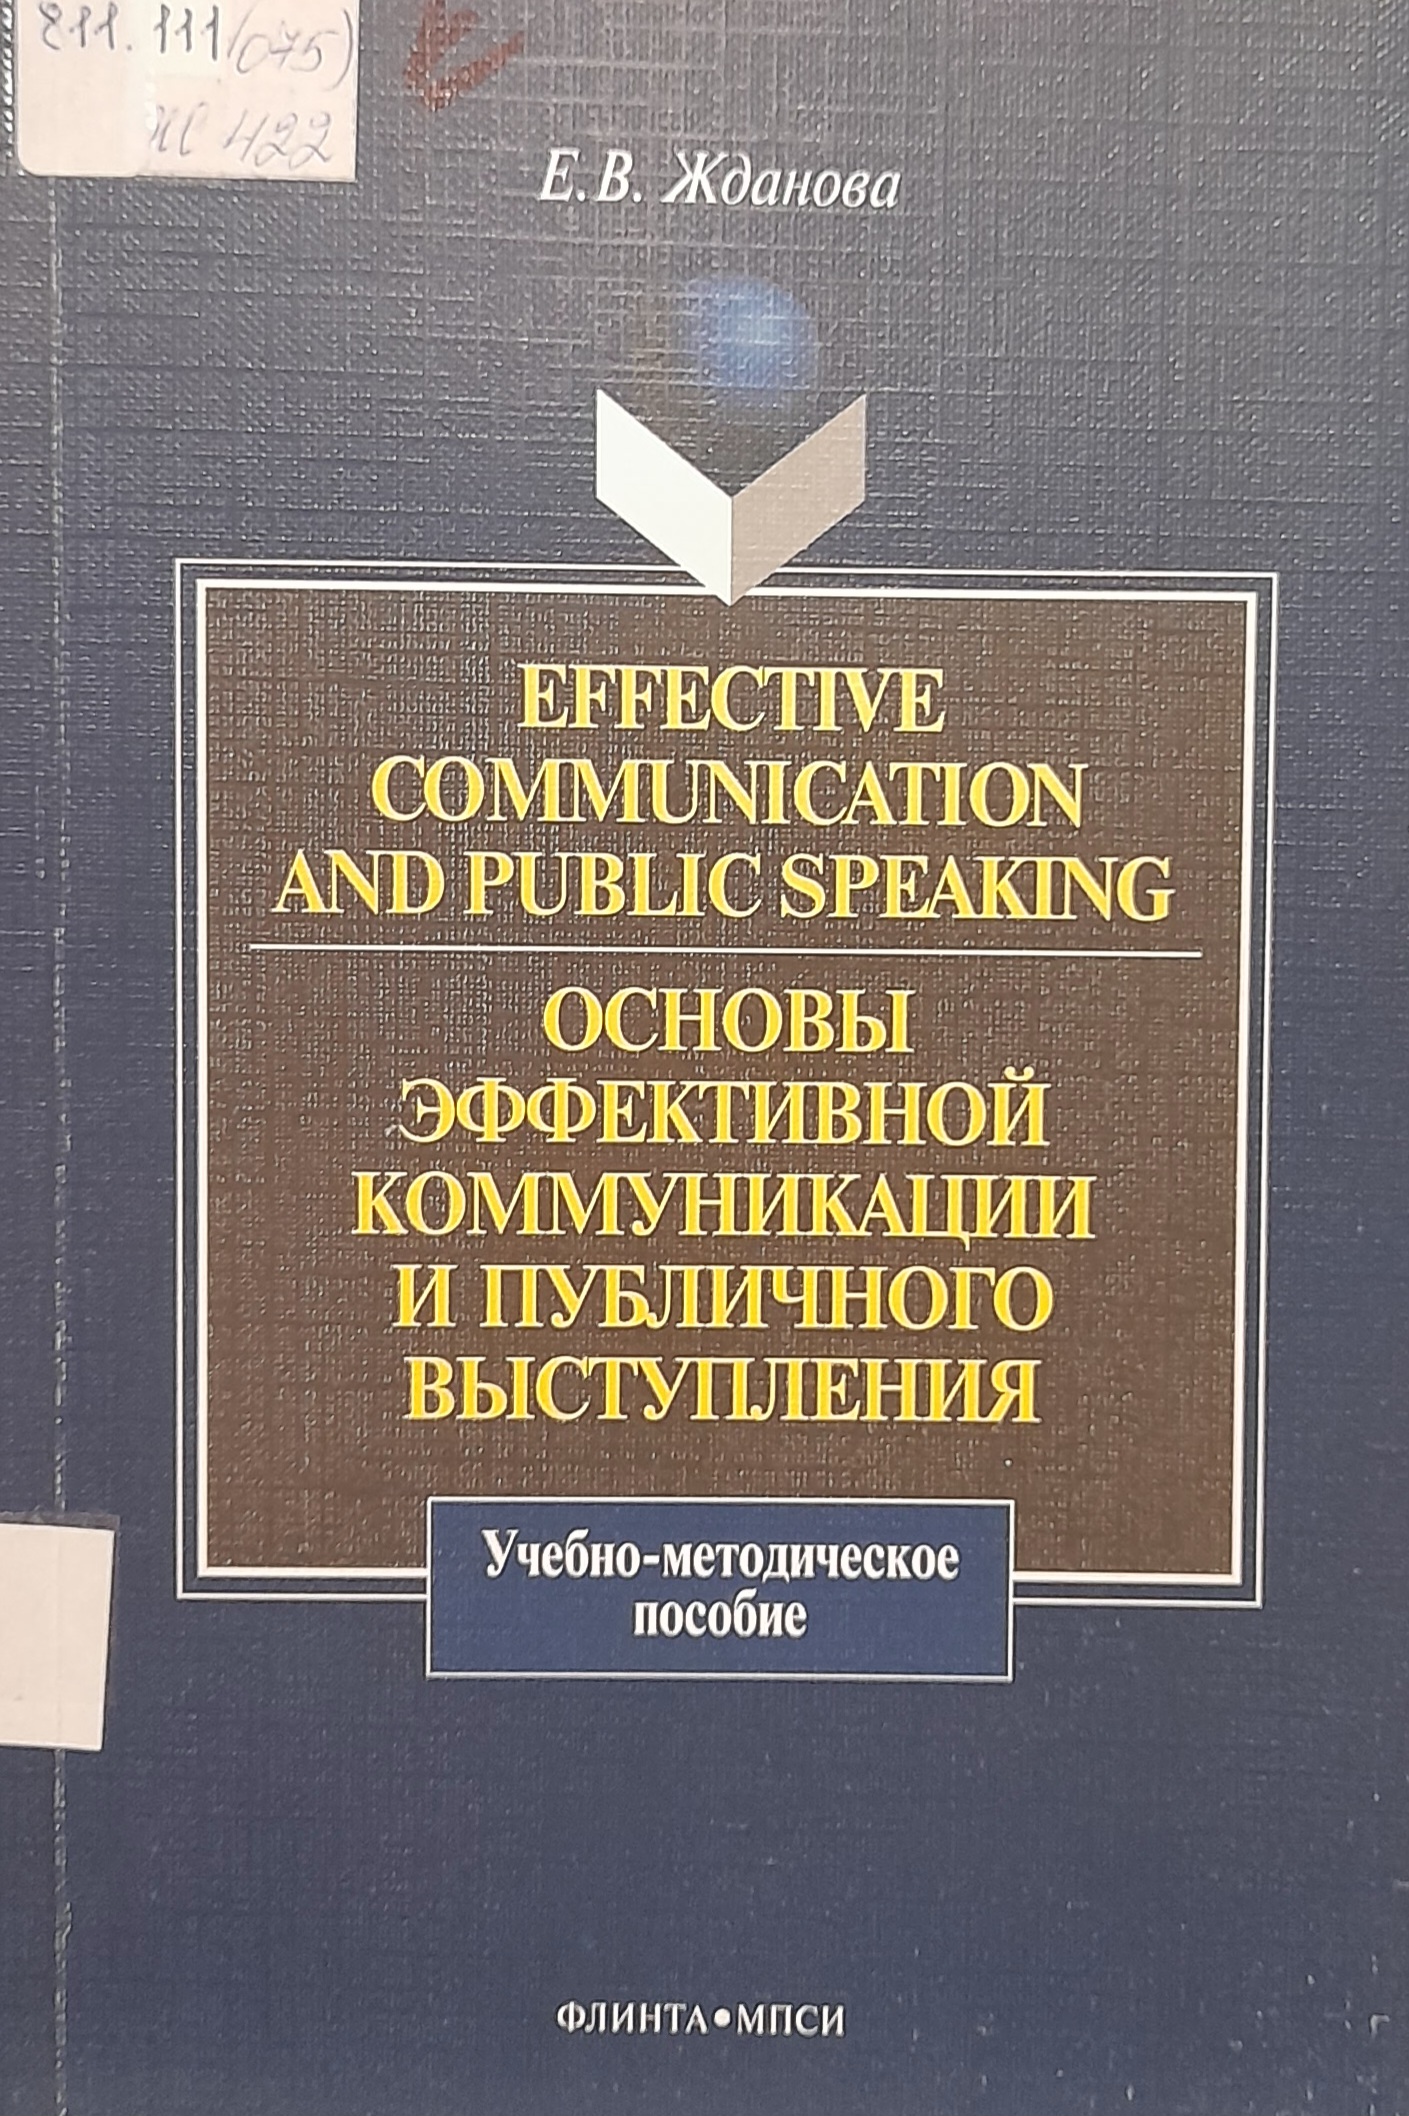 811.111(075)
Ж 422
Е.В. Жданова
EFFECTIVE
COMMUNICATION
AND PUBLIC SPEAKING
ОСНОВЫ
ЭФФЕКТИВНОЙ
КОММУНИКАЦИИ
И ПУБЛИЧНОГО
ВЫСТУПЛЕНИЯ
Учебно-методическое
пособие
ФЛИНТА•МПСИ